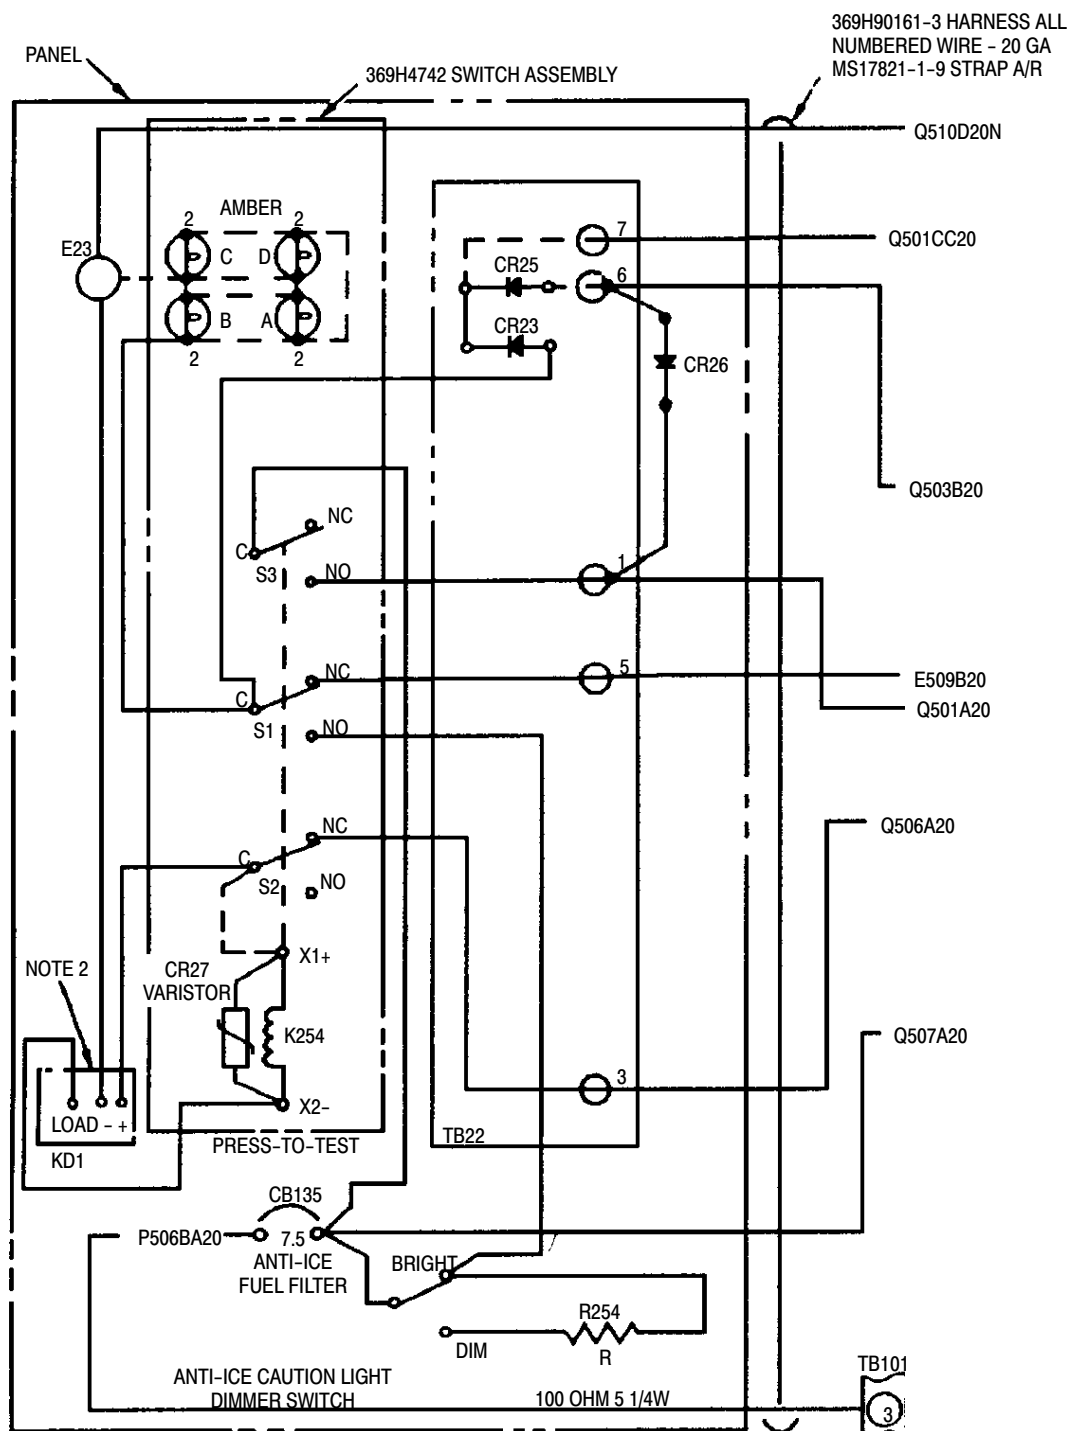 369H90161-3 HARNESS ALL
NUMBERED WIRE - 20 GA
MS17821-1-9 STRAP A/R
PANEL
369H4742 SWITCH ASSEMBLY
Q510D20N
2 AMBER 2
E23
C D
7
Q501CC20
CR25
6
B A
CR23
2 2
CR26
Q503B20
NC
C
S3
NO
1
NC
5
E509B20
C
Q501A20
S1
NO
NC
Q506A20
C
S2
NO
X1+
NOTE 2
CR27
VARISTOR
K254
Q507A20
3
X2-
LOAD - +
TB22
PRESS-TO-TEST
KD1
CB135
P506BA20
7.5
ANTI-ICE
FUEL FILTER
BRIGHT
R254
DIM
R
TB101
ANTI-ICE CAUTION LIGHT
DIMMER SWITCH
100 OHM 5 1/4W
3